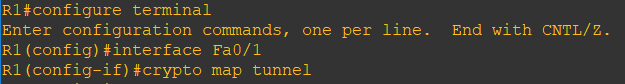 R1#configure terminal
Enter configuration commands, one per line.  End with CNTL/Z.
R1(config)#interface Fa0/1
R1(config-if)#crypto map tunnel